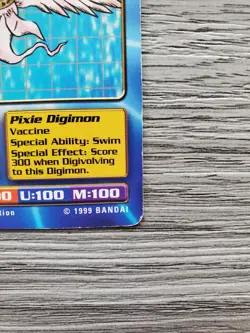 Pixie Digimon
Vaccine
Special Ability: Swim
Special Effect: Score
300 when Digivolving
to this Digimon.
U:100 M:100
© 1999 BANDAI